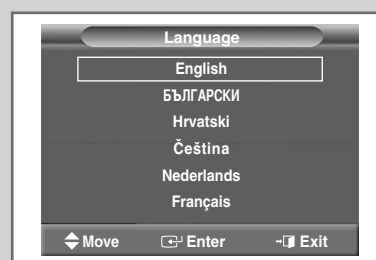 Language
English
БЪЛГАРСКИ
Hrvatski
Čeština
Nederlands
Français
Move Enter Exit